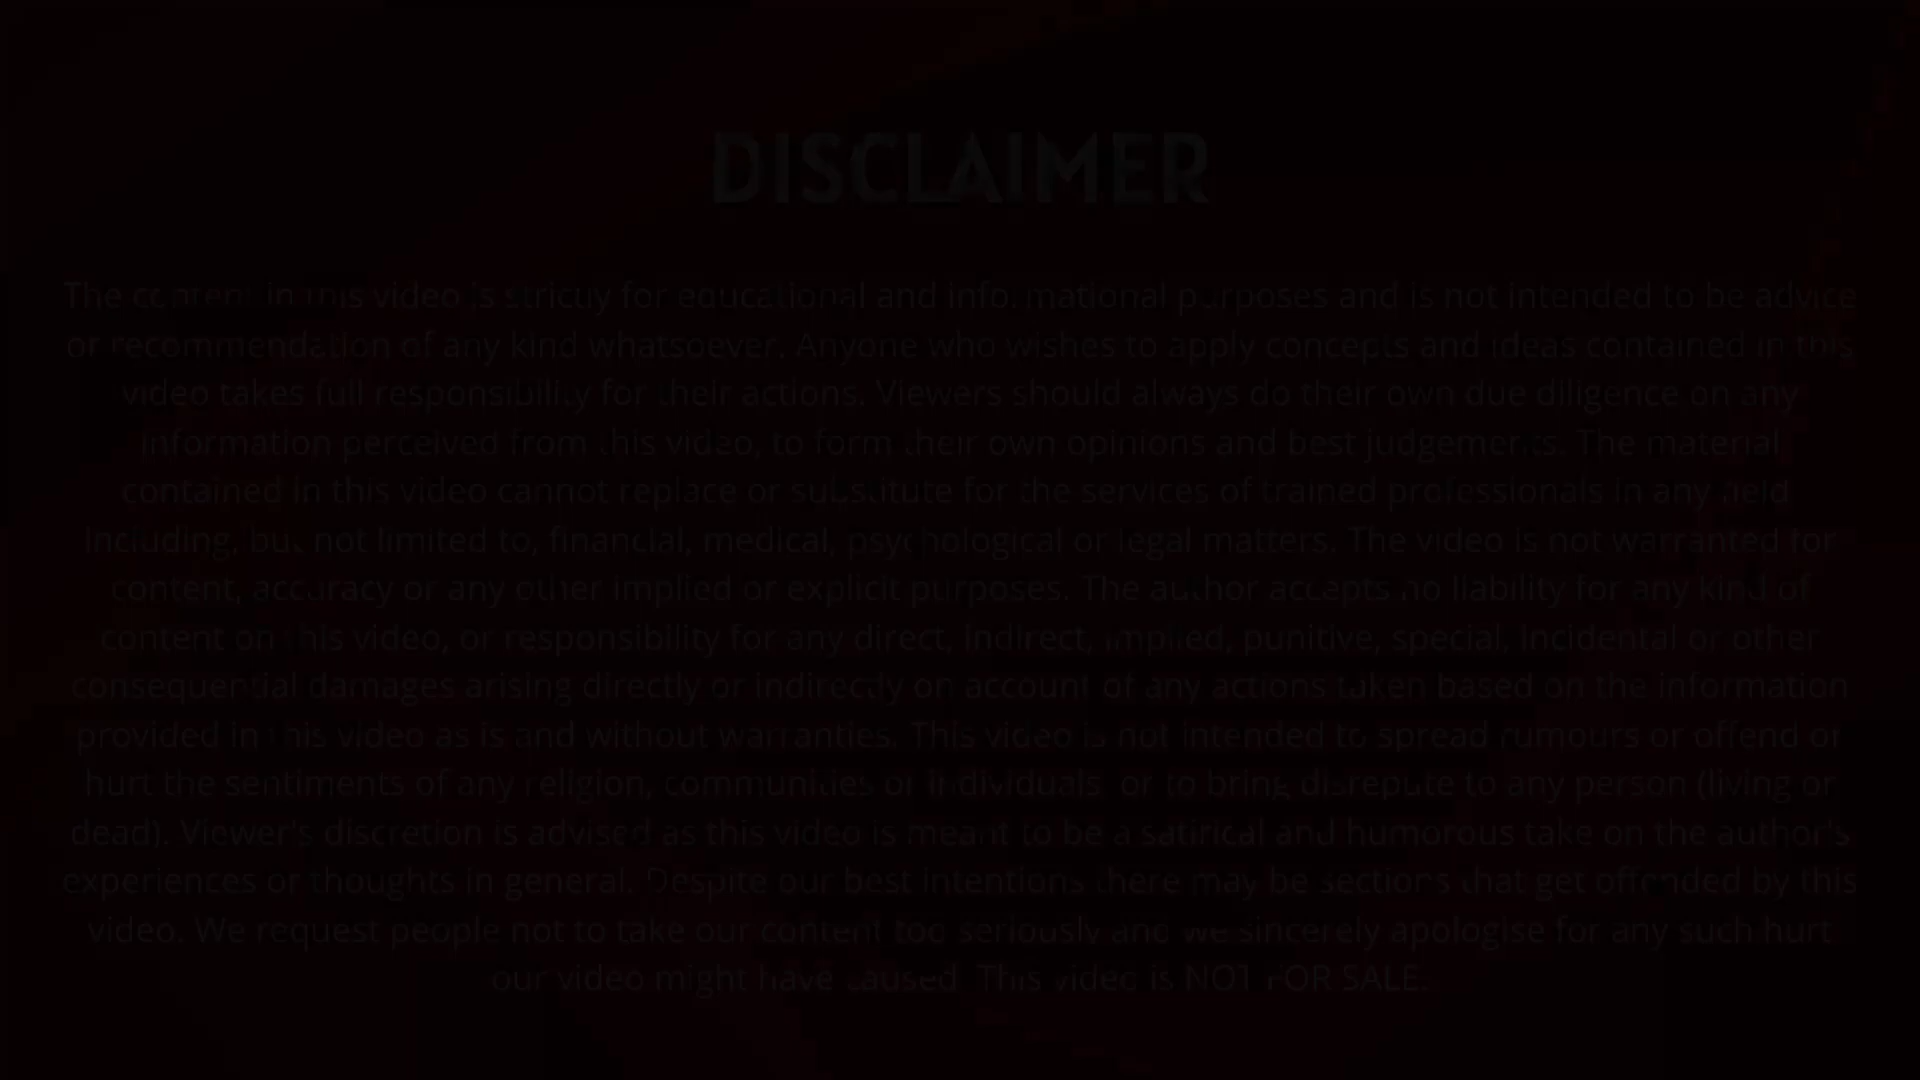 DISCLAIMER
The content in this video is strictly for educational and informational purposes and is not intended to be advice
or recommendation of any kind whatsoever. Anyone who wishes to apply concepts and ideas contained in this
video takes full responsibility for their actions. Viewers should always do their own due diligence on any
information perceived from this video, to form their own opinions and best judgements. The material
contained in this video cannot replace or substitute for the services of trained professionals in any field
including, but not limited to, financial, medical, psychological or legal matters. The video is not warranted for
content, accuracy or any other implied or explicit purposes. The author accepts no liability for any kind of
content on this video, or responsibility for any direct, indirect, implied, punitive, special, incidental or other
consequential damages arising directly or indirectly on account of any actions taken based on the information
provided in this video as is and without warranties. This video is not intended to spread rumours or offend or
hurt the sentiments of any religion, communities or individuals, or to bring disrepute to any person (living or
dead). Viewer's discretion is advised as this video is meant to be a satirical and humorous take on the author's
experiences or thoughts in general. Despite our best intentions there may be sections that get offended by this
video. We request people not to take our content too seriously and we sincerely apologise for any such hurt
our video might have caused. This video is NOT FOR SALE.